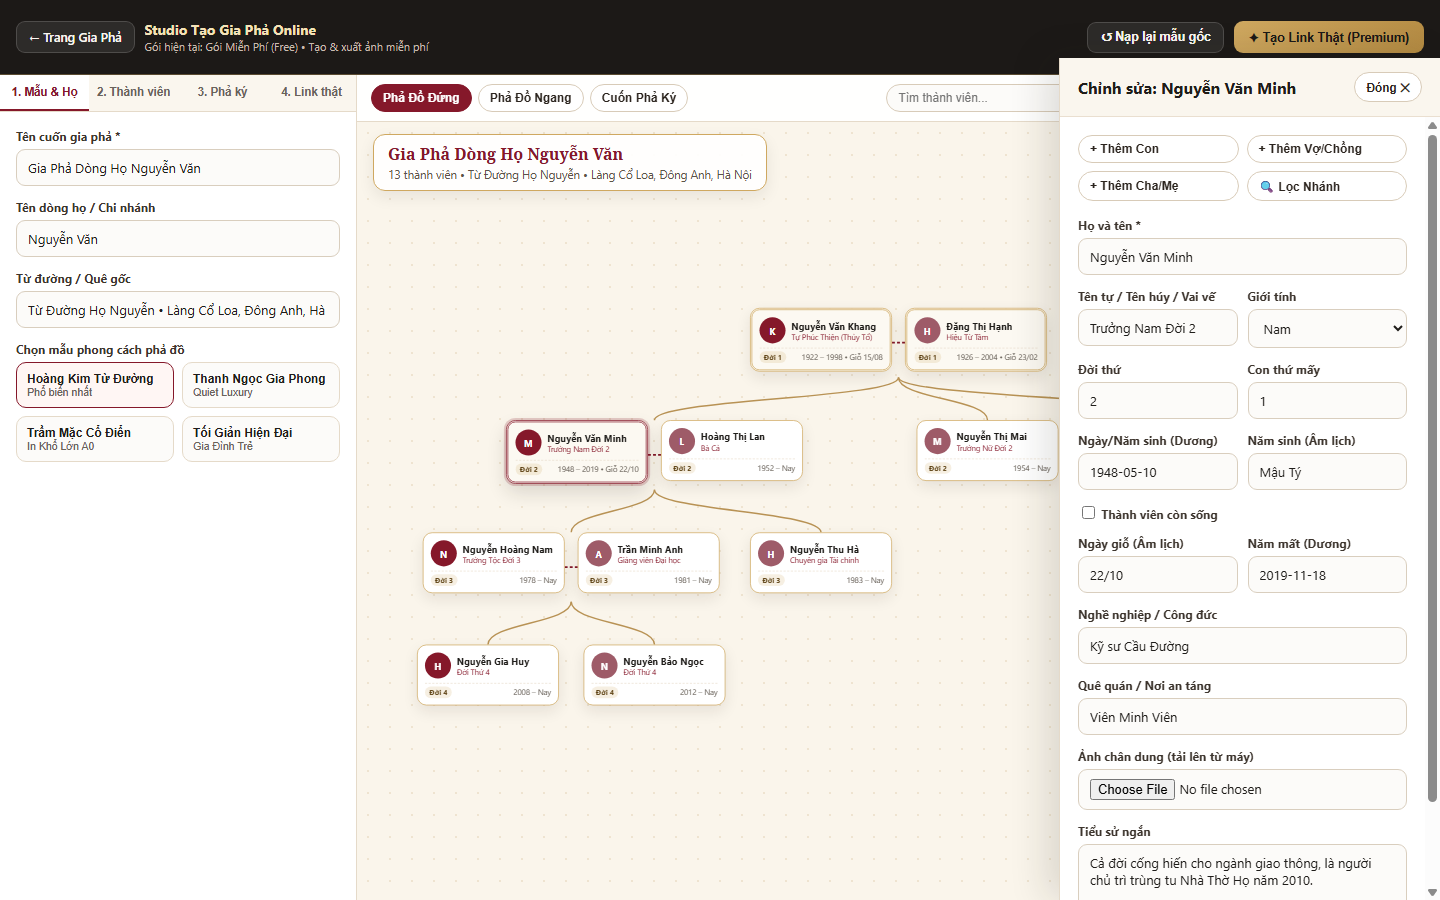 ← Trang Gia Phả
Studio Tạo Gia Phả Online
Gói hiện tại: Gói Miễn Phí (Free) • Tạo & xuất ảnh miễn phí
↺ Nạp lại mẫu gốc
✦ Tạo Link Thật (Premium)
1. Mẫu & Họ
2. Thành viên
3. Phả ký
4. Link thật
Tên cuốn gia phả *
Gia Phả Dòng Họ Nguyễn Văn
Tên dòng họ / Chi nhánh
Nguyễn Văn
Từ đường / Quê gốc
Từ Đường Họ Nguyễn • Làng Cổ Loa, Đông Anh, Hà
Chọn mẫu phong cách phả đồ
Hoàng Kim Từ Đường
Phổ biến nhất
Thanh Ngọc Gia Phong
Quiet Luxury
Trầm Mặc Cổ Điển
In Khổ Lớn A0
Tối Giản Hiện Đại
Gia Đình Trẻ
Phả Đồ Đứng
Phả Đồ Ngang
Cuốn Phả Ký
Tìm thành viên...
Gia Phả Dòng Họ Nguyễn Văn
13 thành viên • Từ Đường Họ Nguyễn • Làng Cổ Loa, Đông Anh, Hà Nội
K
Nguyễn Văn Khang
Tự Phúc Thiện (Thủy Tổ)
Đời 1
1922 – 1998 • Giỗ 15/08
H
Đặng Thị Hạnh
Hiệu Từ Tâm
Đời 1
1926 – 2004 • Giỗ 23/02
M
Nguyễn Văn Minh
Trưởng Nam Đời 2
Đời 2
1948 – 2019 • Giỗ 22/10
L
Hoàng Thị Lan
Bà Cả
Đời 2
1952 – Nay
M
Nguyễn Thị Mai
Trưởng Nữ Đời 2
Đời 2
1954 – Nay
N
Nguyễn Hoàng Nam
Trưởng Tộc Đời 3
Đời 3
1978 – Nay
A
Trần Minh Anh
Giảng viên Đại học
Đời 3
1981 – Nay
H
Nguyễn Thu Hà
Chuyên gia Tài chính
Đời 3
1983 – Nay
H
Nguyễn Gia Huy
Đời Thứ 4
Đời 4
2008 – Nay
N
Nguyễn Bảo Ngọc
Đời Thứ 4
Đời 4
2012 – Nay
Chỉnh sửa: Nguyễn Văn Minh
Đóng ✕
+ Thêm Con
+ Thêm Vợ/Chồng
+ Thêm Cha/Mẹ
🔍 Lọc Nhánh
Họ và tên *
Nguyễn Văn Minh
Tên tự / Tên húy / Vai vế
Giới tính
Trưởng Nam Đời 2
Nam
Đời thứ
Con thứ mấy
2
1
Ngày/Năm sinh (Dương)
Năm sinh (Âm lịch)
1948-05-10
Mậu Tý
Thành viên còn sống
Ngày giỗ (Âm lịch)
Năm mất (Dương)
22/10
2019-11-18
Nghề nghiệp / Công đức
Kỹ sư Cầu Đường
Quê quán / Nơi an táng
Viên Minh Viên
Ảnh chân dung (tải lên từ máy)
Choose File No file chosen
Tiểu sử ngắn
Cả đời cống hiến cho ngành giao thông, là người
chủ trì trùng tu Nhà Thờ Họ năm 2010.